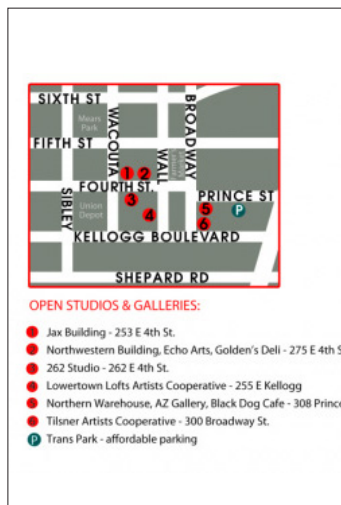 SIXTH ST
Mears
Park
WACOUTA
BROADWAY
FIFTH ST
WALL
Farmer's
Market
1
2
FOURTH ST.
SIBLEY
3
Union
Depot
4
PRINCE ST
5
P
6
KELLOGG BOULEVARD
SHEPARD RD
OPEN STUDIOS & GALLERIES:
1 Jax Building - 253 E 4th St.
2 Northwestern Building, Echo Arts, Golden's Deli - 275 E 4th S
3 262 Studio - 262 E 4th St.
4 Lowertown Lofts Artists Cooperative - 255 E Kellogg
5 Northern Warehouse, AZ Gallery, Black Dog Cafe - 308 Prince
6 Tilsner Artists Cooperative - 300 Broadway St.
P Trans Park - affordable parking